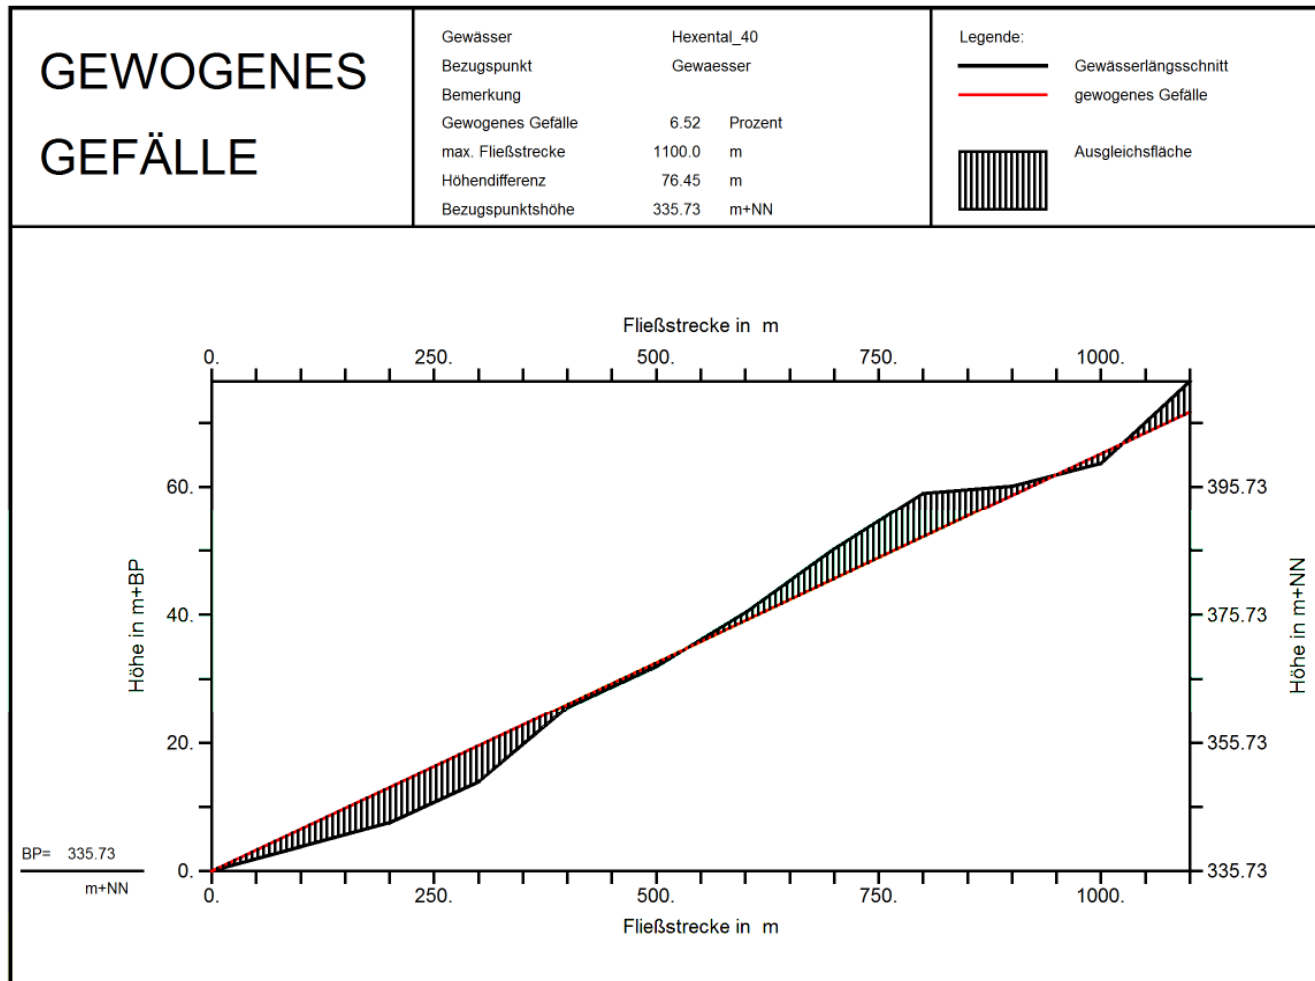 GEWOGENES
GEFÄLLE
Gewässer Hexental_40
Bezugspunkt Gewaesser
Bemerkung
Gewogenes Gefälle 6.52 Prozent
max. Fließstrecke 1100.0 m
Höhendifferenz 76.45 m
Bezugspunktshöhe 335.73 m+NN
Legende:
Gewässerlängsschnitt
gewogenes Gefälle
Ausgleichsfläche
Fließstrecke in m
0. 250. 500. 750. 1000.
60. 395.73
40. 375.73
20. 355.73
0. 335.73
Höhe in m+BP
Höhe in m+NN
BP= 335.73
m+NN
0. 250. 500. 750. 1000.
Fließstrecke in m